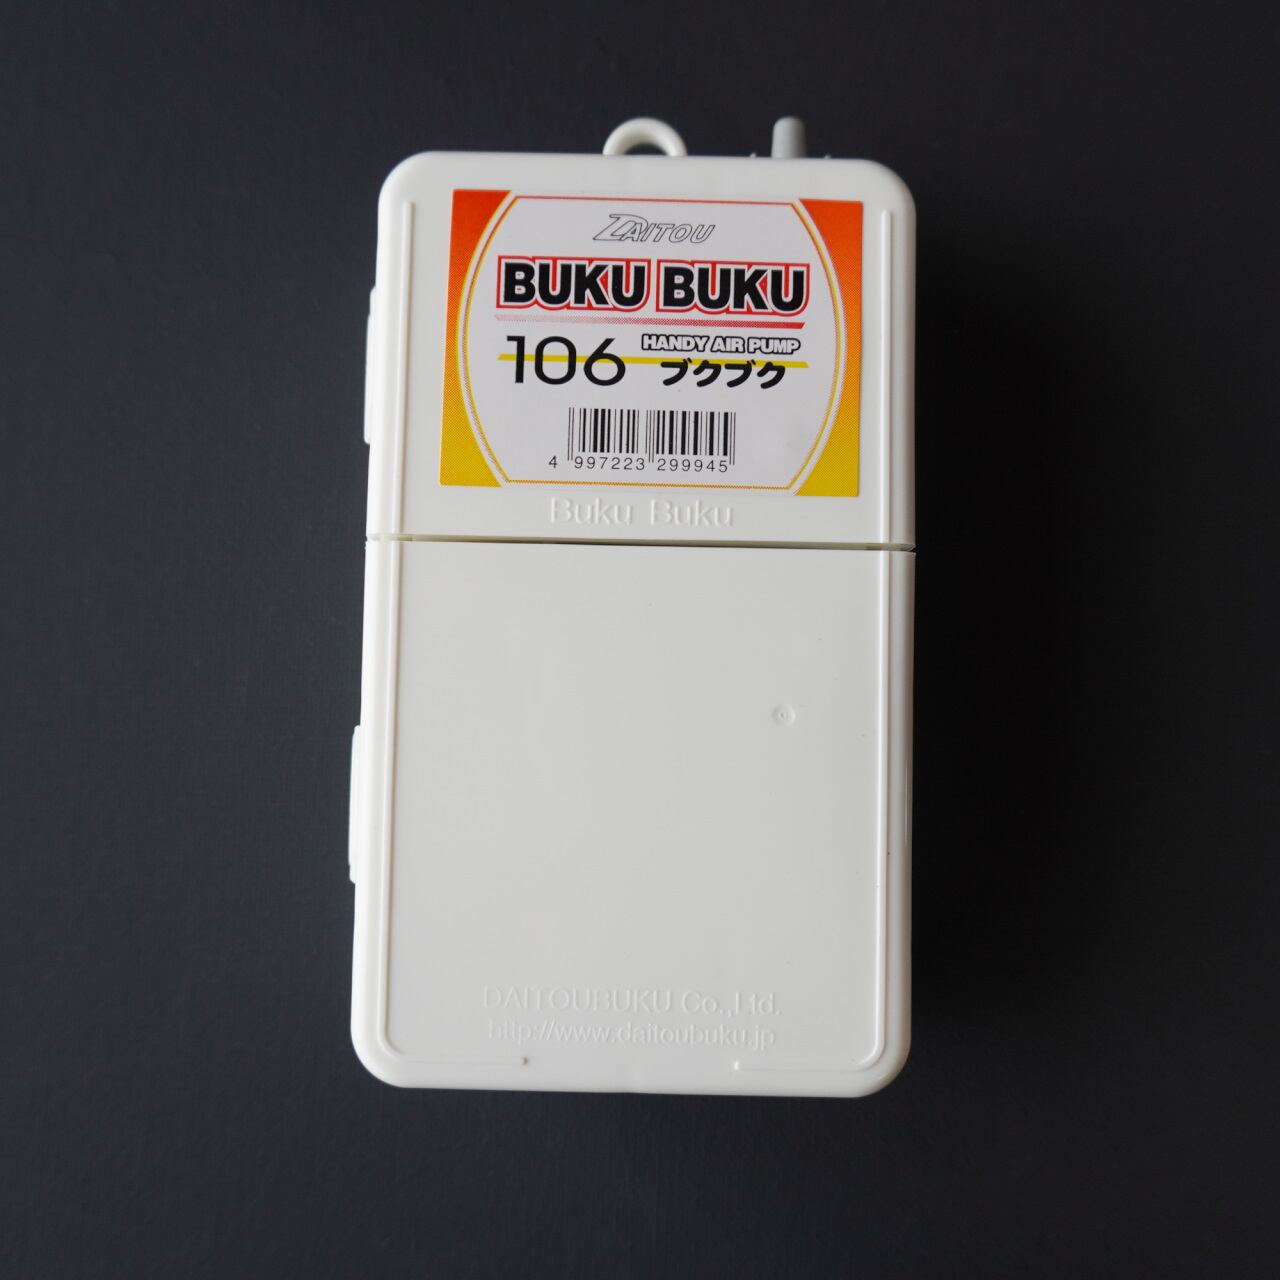 DAITOU
BUKU BUKU
HANDY AIR PUMP
106 ブクブク
4 997223 299945
Buku Buku
DAITOUBUKU Co.,Ltd.
http://www.daitoubuku.jp